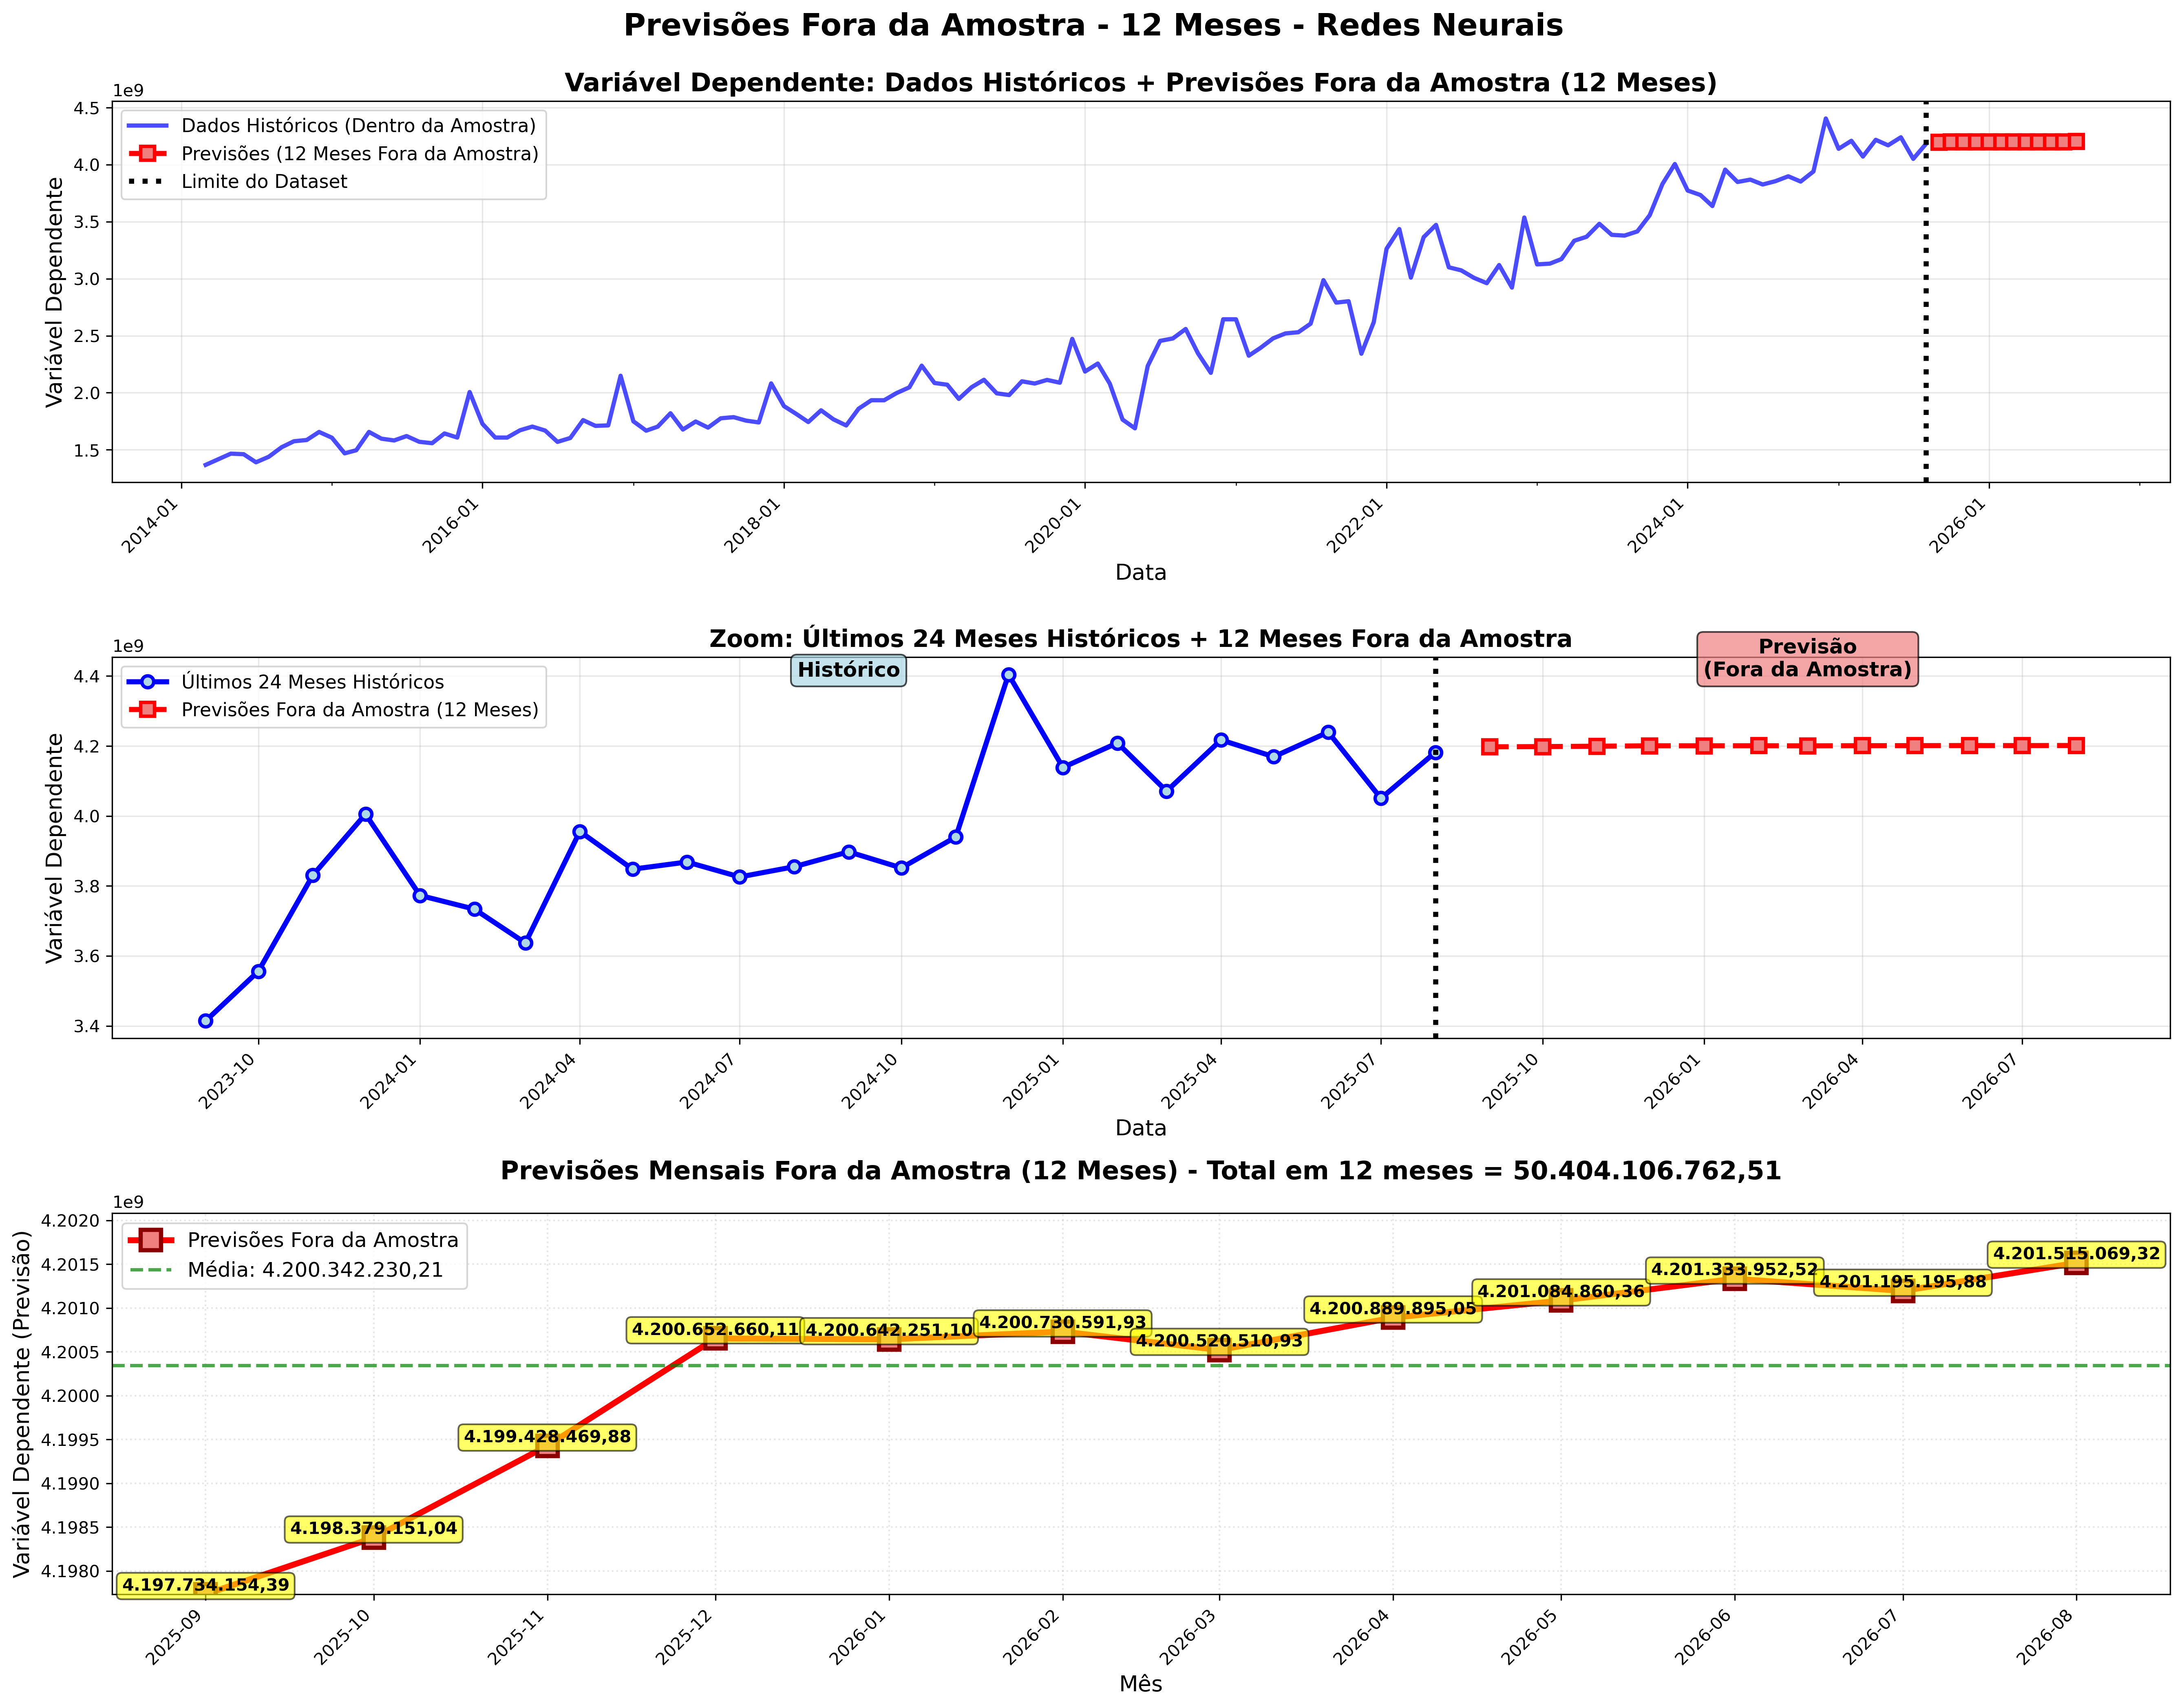 Previsões Fora da Amostra - 12 Meses - Redes Neurais
Variável Dependente: Dados Históricos + Previsões Fora da Amostra (12 Meses)
1e9
Dados Históricos (Dentro da Amostra)
Previsões (12 Meses Fora da Amostra)
Limite do Dataset
Variável Dependente
4.5
4.0
3.5
3.0
2.5
2.0
1.5
2014-01
2016-01
2018-01
2020-01
2022-01
2024-01
2026-01
Data
Zoom: Últimos 24 Meses Históricos + 12 Meses Fora da Amostra
1e9
Últimos 24 Meses Históricos
Previsões Fora da Amostra (12 Meses)
Histórico
Previsão
(Fora da Amostra)
Variável Dependente
4.4
4.2
4.0
3.8
3.6
3.4
2023-10
2024-01
2024-04
2024-07
2024-10
2025-01
2025-04
2025-07
2025-10
2026-01
2026-04
2026-07
Data
Previsões Mensais Fora da Amostra (12 Meses) - Total em 12 meses = 50.404.106.762,51
1e9
Previsões Fora da Amostra
Média: 4.200.342.230,21
Variável Dependente (Previsão)
4.2020
4.2015
4.2010
4.2005
4.2000
4.1995
4.1990
4.1985
4.1980
4.197.734.154,39
4.198.379.151,04
4.199.428.469,88
4.200.652.660,11
4.200.642.251,10
4.200.730.591,93
4.200.520.510,93
4.200.889.895,05
4.201.084.860,36
4.201.333.952,52
4.201.195.195,88
4.201.515.069,32
2025-09
2025-10
2025-11
2025-12
2026-01
2026-02
2026-03
2026-04
2026-05
2026-06
2026-07
2026-08
Mês